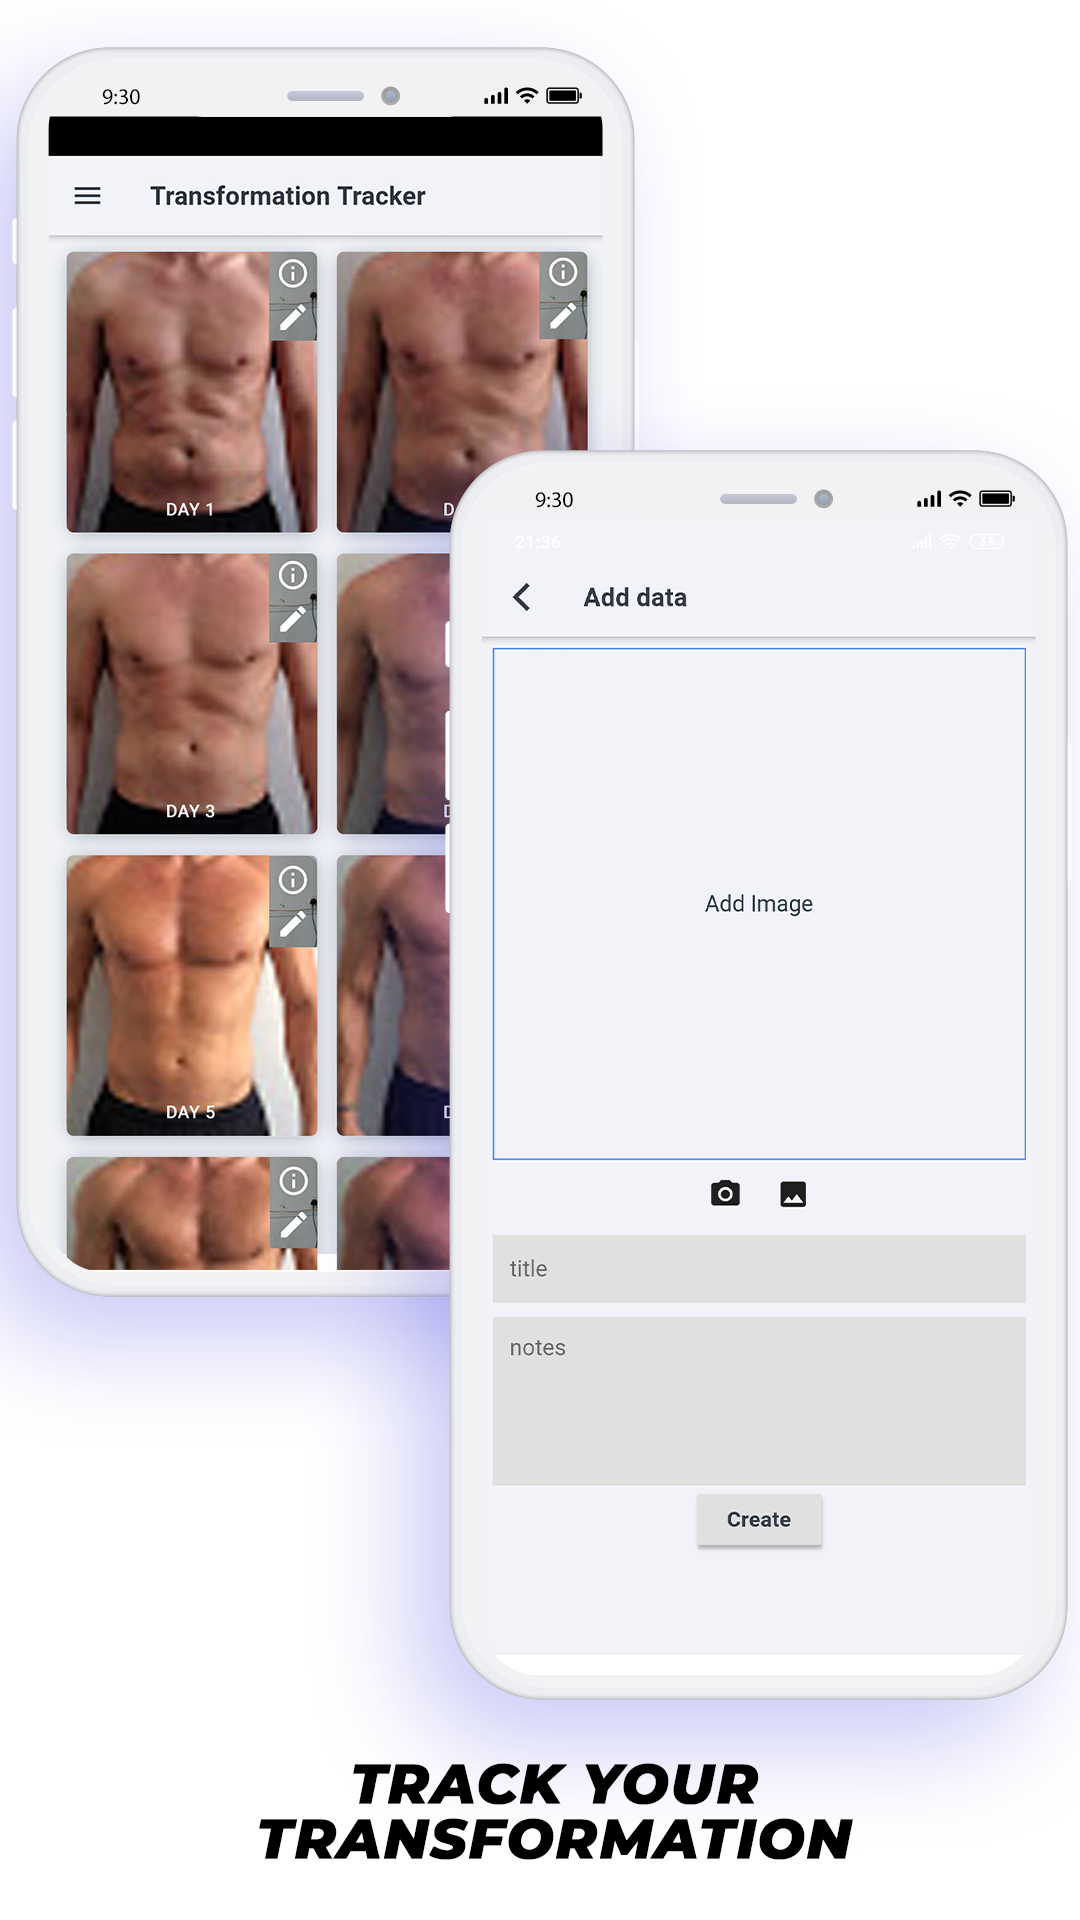 9:30
Transformation Tracker
DAY 1
DAY 3
DAY 5
9:30
21:36
33
Add data
Add Image
title
notes
Create
TRACK YOUR
TRANSFORMATION